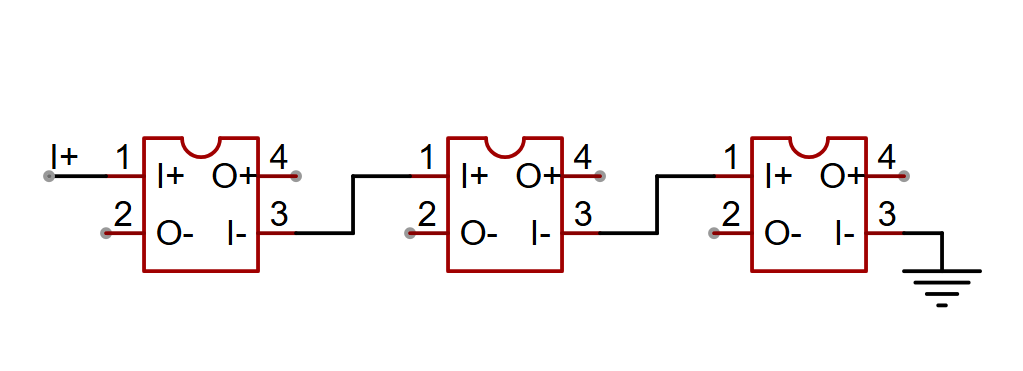 I+ 1 I+ O+ 4 1 I+ O+ 4 1 I+ O+ 4
2 O- I- 3 2 O- I- 3 2 O- I- 3